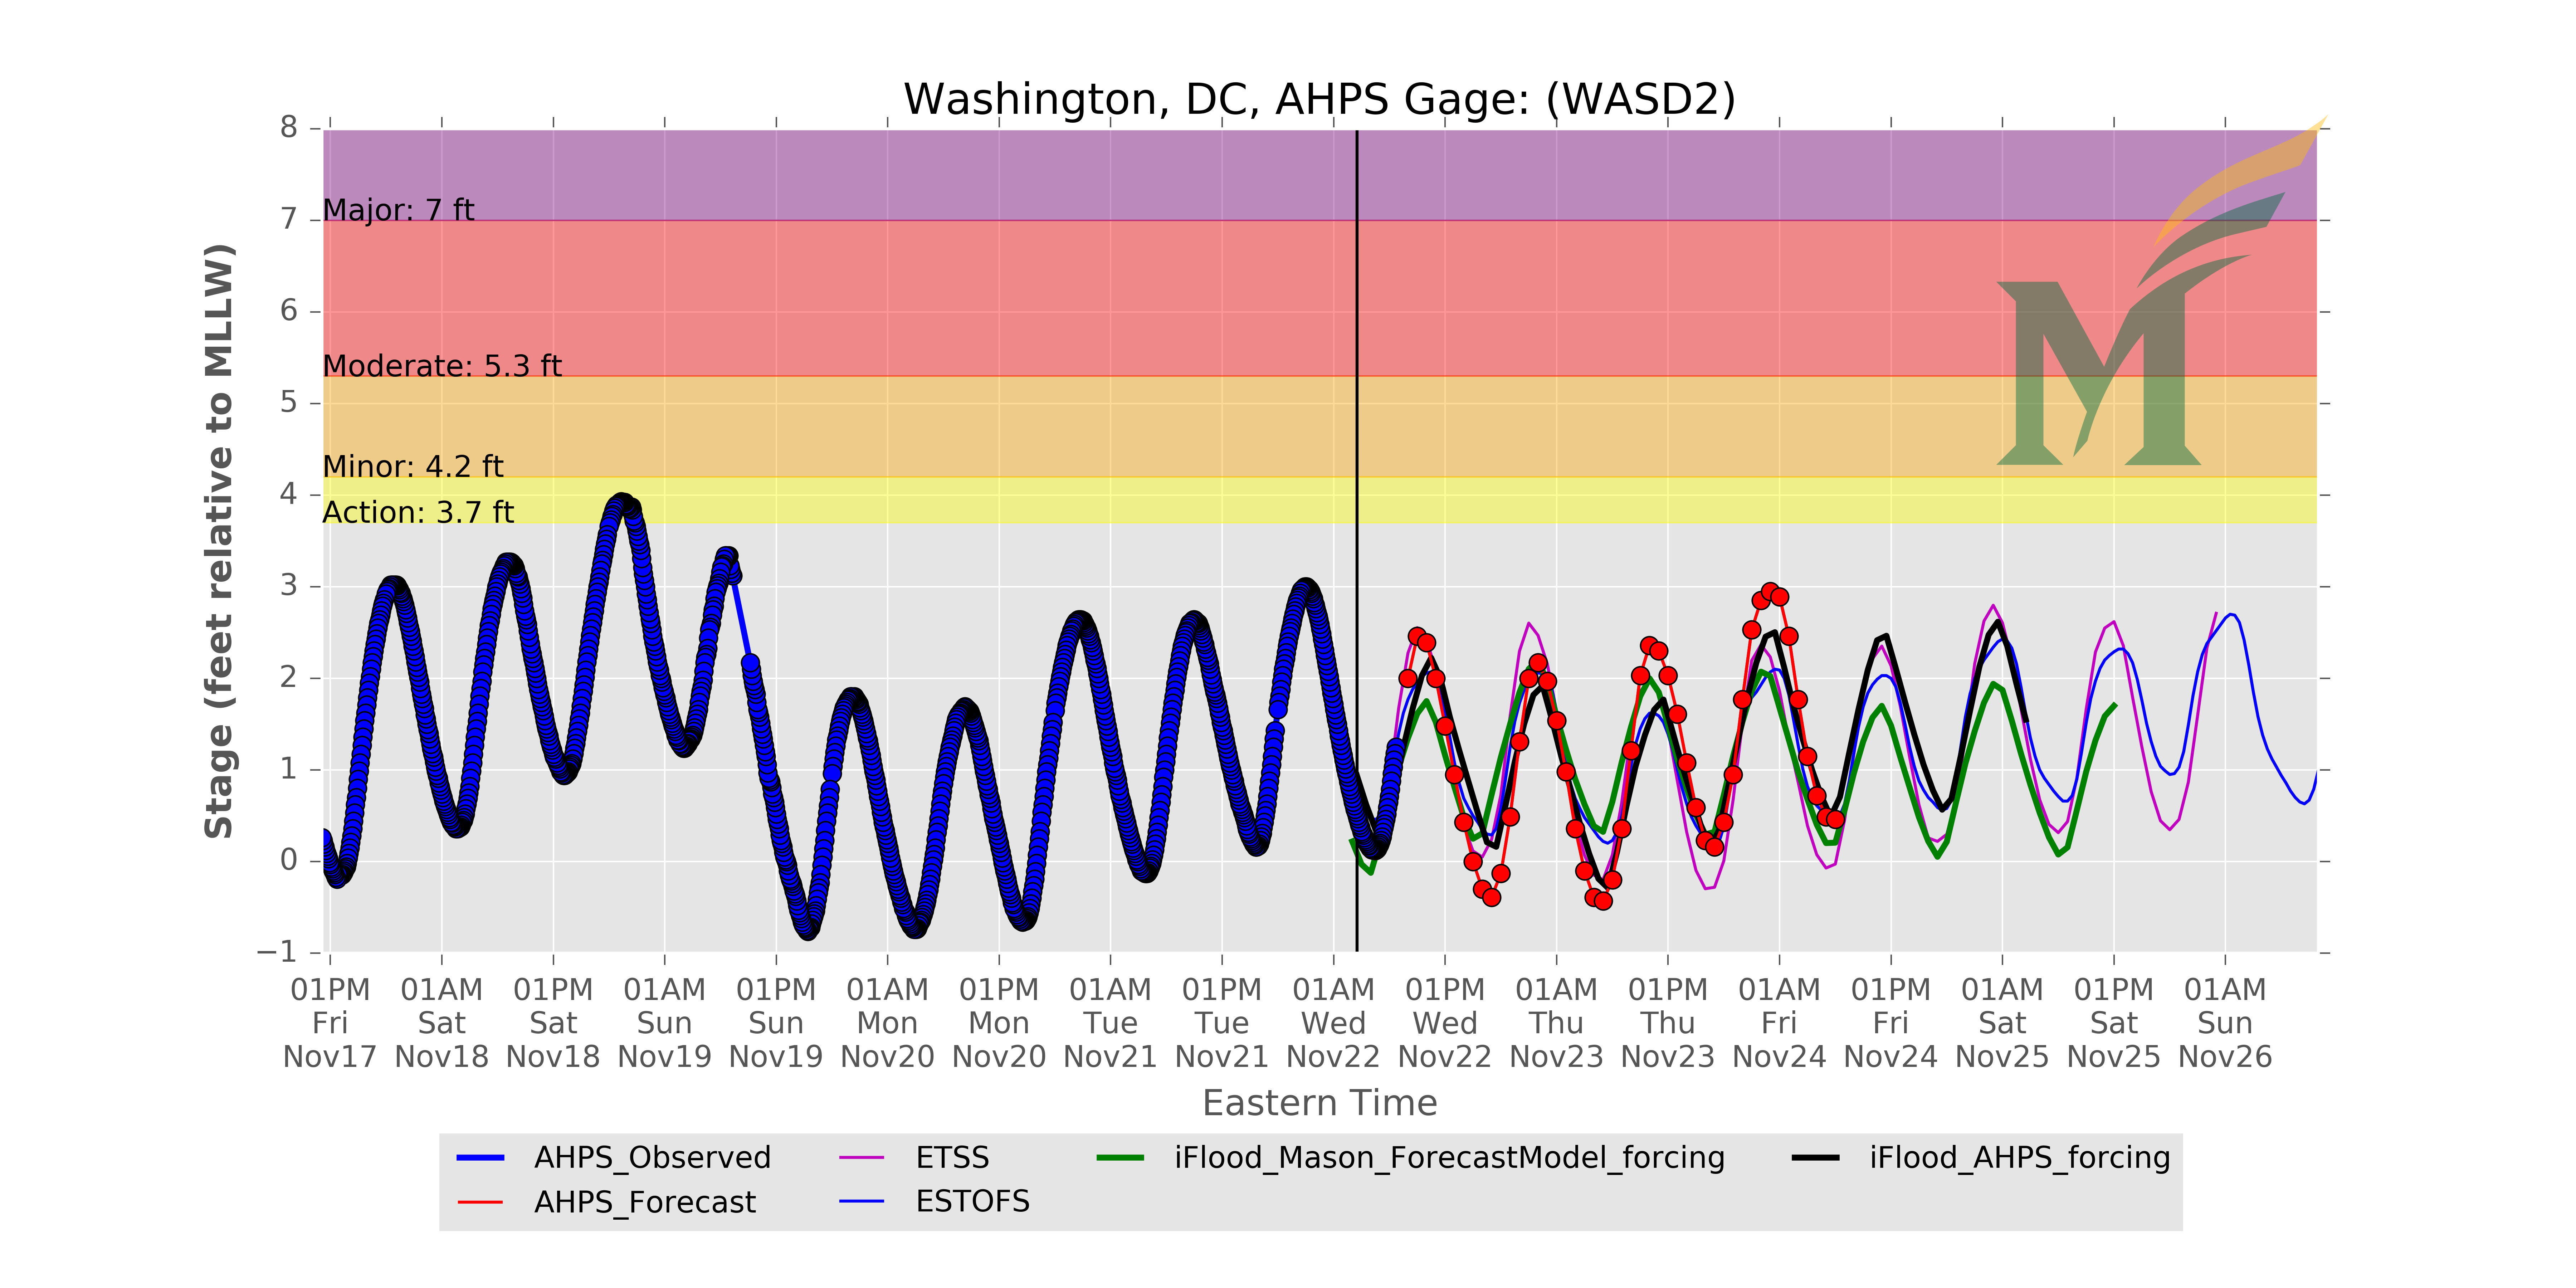 Washington, DC, AHPS Gage: (WASD2)
Stage (feet relative to MLLW)
8
7
6
5
4
3
2
1
0
−1
Major: 7 ft
Moderate: 5.3 ft
Minor: 4.2 ft
Action: 3.7 ft
M
01PM 01AM 01PM 01AM 01PM 01AM 01PM 01AM 01PM 01AM 01PM 01AM 01PM 01AM 01PM 01AM 01PM 01AM
Fri Sat Sat Sun Sun Mon Mon Tue Tue Wed Wed Thu Thu Fri Fri Sat Sat Sun
Nov17 Nov18 Nov18 Nov19 Nov19 Nov20 Nov20 Nov21 Nov21 Nov22 Nov22 Nov23 Nov23 Nov24 Nov24 Nov25 Nov25 Nov26
Eastern Time
AHPS_Observed ETSS iFlood_Mason_ForecastModel_forcing iFlood_AHPS_forcing
AHPS_Forecast ESTOFS